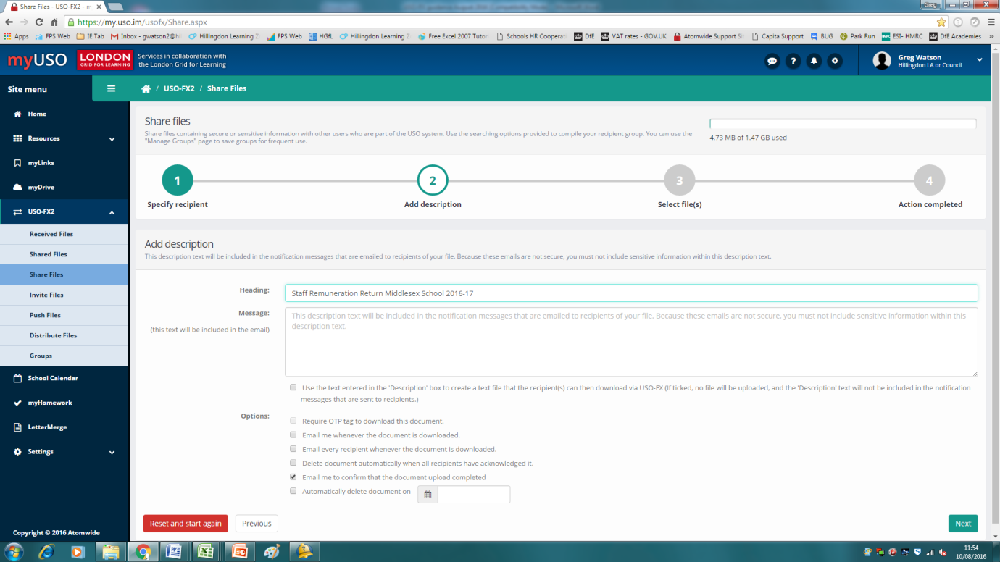 Share Files - USO-FX2 - m
Greg
https://my.uso.im/usofx/Share.aspx
Apps
FPS Web
IE Tab
Inbox - gwatson2@hi
Hillingdon Learning Z
FPS Web
HGfL
Hillingdon Learning Z
Free Excel 2007 Tutor
Schools HR Cooperat
DfE
VAT rates - GOV.UK
Atomwide Support Si
Capita Support
BUG
Park Run
ESI- HMRC
DfE Academies
myUSO
LONDON
GRID FOR LEARNING
Services in collaboration with
the London Grid for Learning
Greg Watson
Hillingdon LA or Council
Site menu
/ USO-FX2 / Share Files
Home
Resources
myLinks
myDrive
USO-FX2
Received Files
Shared Files
Share Files
Invite Files
Push Files
Distribute Files
Groups
School Calendar
myHomework
LetterMerge
Settings
Copyright © 2016 Atomwide
Share files
Share files containing secure or sensitive information with other users who are part of the USO system. Use the searching options provided to compile your recipient group. You can use the
"Manage Groups" page to save groups for frequent use.
4.73 MB of 1.47 GB used
1
2
3
4
Specify recipient
Add description
Select file(s)
Action completed
Add description
This description text will be included in the notification messages that are emailed to recipients of your file. Because these emails are not secure, you must not include sensitive information within this description text.
Heading:
Staff Remuneration Return Middlesex School 2016-17
Message:
(this text will be included in the email)
This description text will be included in the notification messages that are emailed to recipients of your file. Because these emails are not secure, you must not include sensitive information within this
description text.
Use the text entered in the 'Description' box to create a text file that the recipient(s) can then download via USO-FX (if ticked, no file will be uploaded, and the 'Description' text will not be included in the notification
messages that are sent to recipients.)
Options:
Require OTP tag to download this document.
Email me whenever the document is downloaded.
Email every recipient whenever the document is downloaded.
Delete document automatically when all recipients have acknowledged it.
Email me to confirm that the document upload completed
Automatically delete document on
Reset and start again
Previous
Next
11:54
10/08/2016